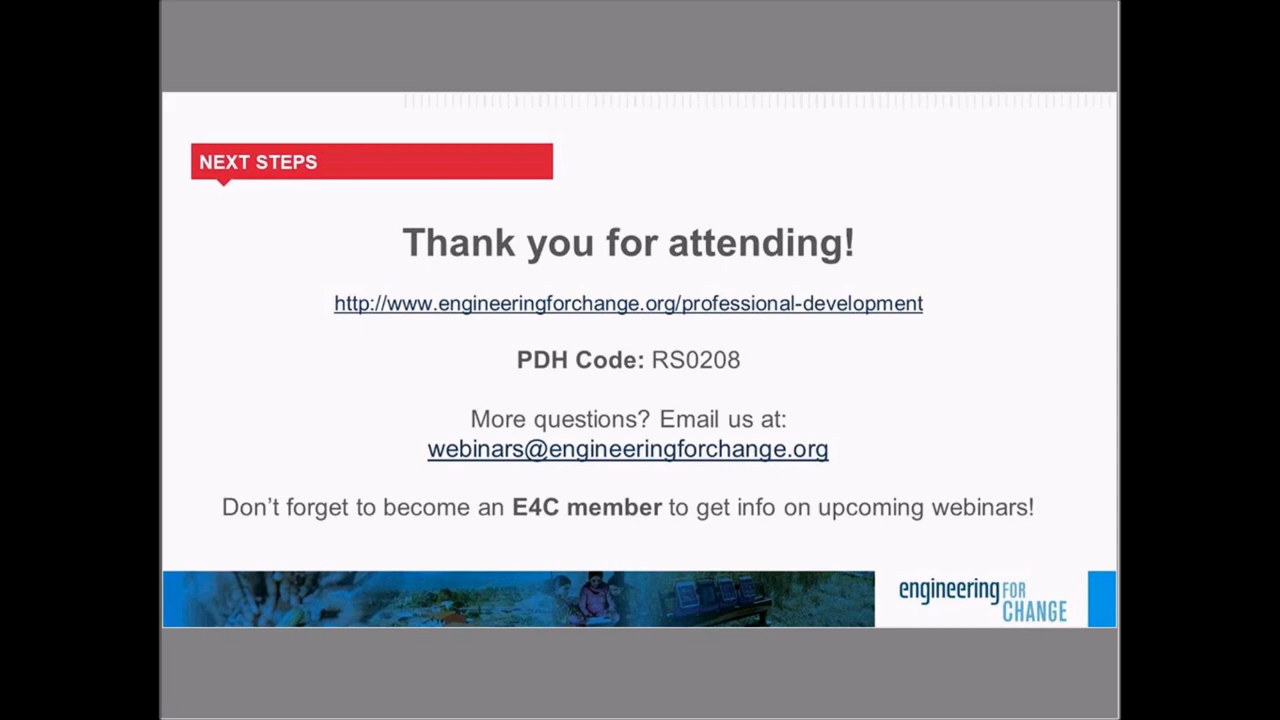 NEXT STEPS
Thank you for attending!
http://www.engineeringforchange.org/professional-development
PDH Code: RS0208
More questions? Email us at:
webinars@engineeringforchange.org
Don’t forget to become an E4C member to get info on upcoming webinars!
engineering FOR
CHANGE